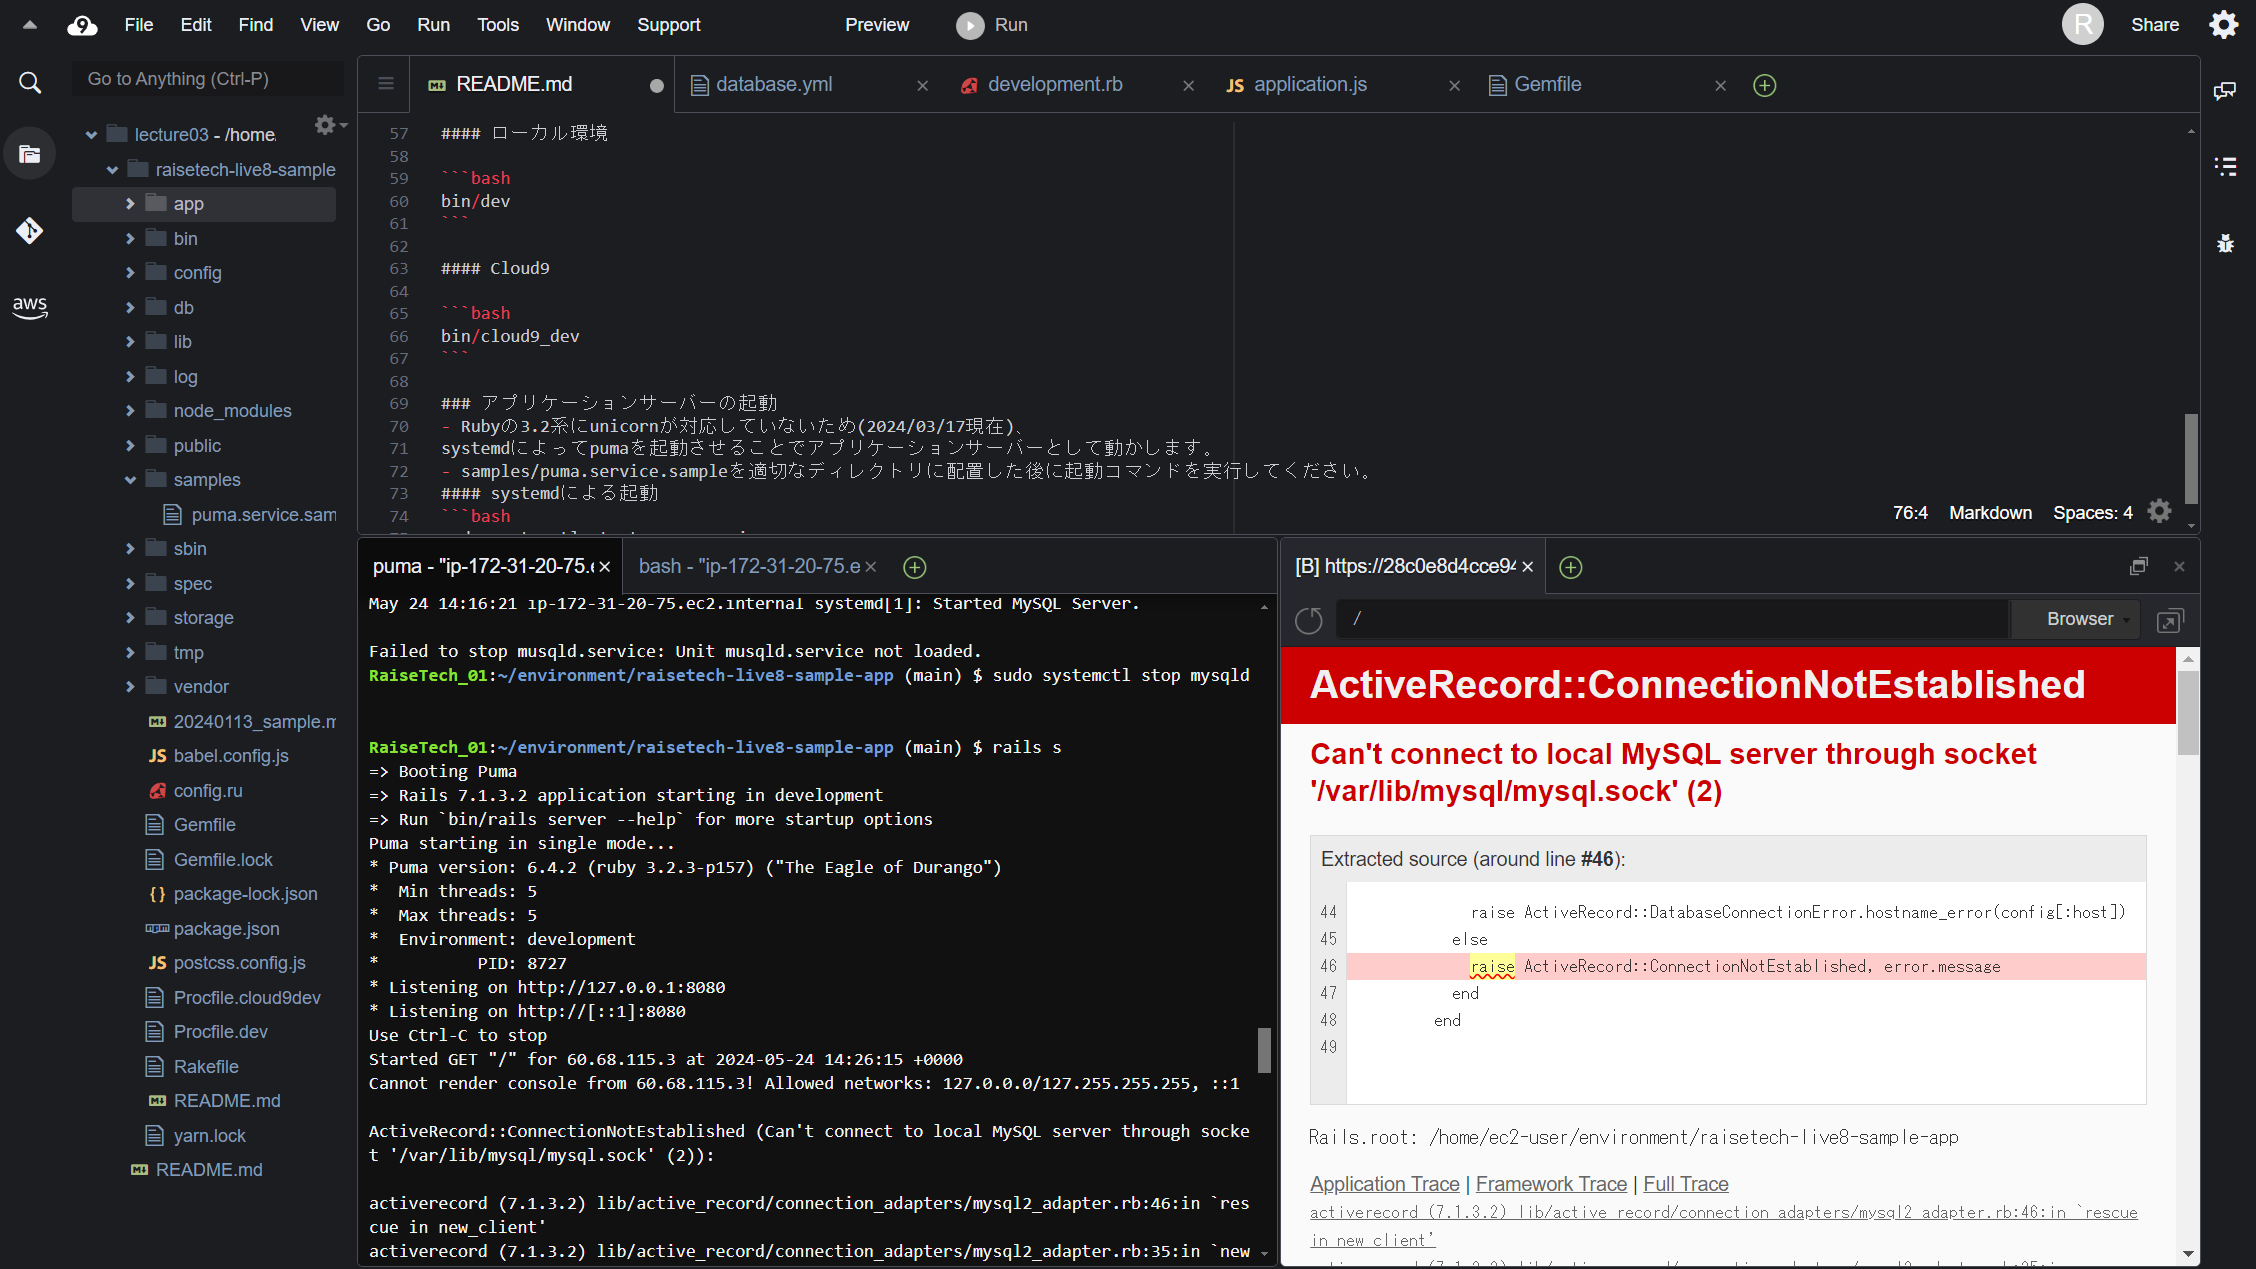 File Edit Find View Go Run Tools Window Support Preview Run R Share
Go to Anything (Ctrl-P)
lecture03 - /home.
raisetech-live8-sample
app
bin
config
db
lib
log
node_modules
public
samples
puma.service.sam
sbin
spec
storage
tmp
vendor
20240113_sample.m
babel.config.js
config.ru
Gemfile
Gemfile.lock
package-lock.json
package.json
postcss.config.js
Procfile.cloud9dev
Procfile.dev
Rakefile
README.md
yarn.lock
README.md
aws
README.md database.yml development.rb application.js Gemfile
57 #### ローカル環境
58
59 ```bash
60 bin/dev
61 ```
62
63 #### Cloud9
64
65 ```bash
66 bin/cloud9_dev
67 ```
68
69 ### アプリケーションサーバーの起動
70 - Rubyの3.2系にunicornが対応していないため(2024/03/17現在)、
71 systemdによってpumaを起動させることでアプリケーションサーバーとして動かします。
72 - samples/puma.service.sampleを適切なディレクトリに配置した後に起動コマンドを実行してください。
73 #### systemdによる起動
74 ```bash
76:4 Markdown Spaces: 4
puma - "ip-172-31-20-75.e bash - "ip-172-31-20-75.e
May 24 14:16:21 ip-172-31-20-75.ec2.internal systemd[1]: Started MySQL Server.
Failed to stop musqld.service: Unit musqld.service not loaded.
RaiseTech_01:~/environment/raisetech-live8-sample-app (main) $ sudo systemctl stop mysqld
RaiseTech_01:~/environment/raisetech-live8-sample-app (main) $ rails s
=> Booting Puma
=> Rails 7.1.3.2 application starting in development
=> Run `bin/rails server --help` for more startup options
Puma starting in single mode...
* Puma version: 6.4.2 (ruby 3.2.3-p157) ("The Eagle of Durango")
* Min threads: 5
* Max threads: 5
* Environment: development
* PID: 8727
* Listening on http://127.0.0.1:8080
* Listening on http://[::1]:8080
Use Ctrl-C to stop
Started GET "/" for 60.68.115.3 at 2024-05-24 14:26:15 +0000
Cannot render console from 60.68.115.3! Allowed networks: 127.0.0.0/127.255.255.255, ::1
ActiveRecord::ConnectionNotEstablished (Can't connect to local MySQL server through socke
t '/var/lib/mysql/mysql.sock' (2)):
activerecord (7.1.3.2) lib/active_record/connection_adapters/mysql2_adapter.rb:46:in `res
cue in new_client'
activerecord (7.1.3.2) lib/active_record/connection_adapters/mysql2_adapter.rb:35:in `new
[B] https://28c0e8d4cce94
/ Browser
ActiveRecord::ConnectionNotEstablished
Can't connect to local MySQL server through socket
'/var/lib/mysql/mysql.sock' (2)
Extracted source (around line #46):
44 raise ActiveRecord::DatabaseConnectionError.hostname_error(config[:host])
45 else
46 raise ActiveRecord::ConnectionNotEstablished, error.message
47 end
48 end
49
Rails.root: /home/ec2-user/environment/raisetech-live8-sample-app
Application Trace | Framework Trace | Full Trace
activerecord (7.1.3.2) lib/active_record/connection_adapters/mysql2_adapter.rb:46:in `rescue
in new_client'